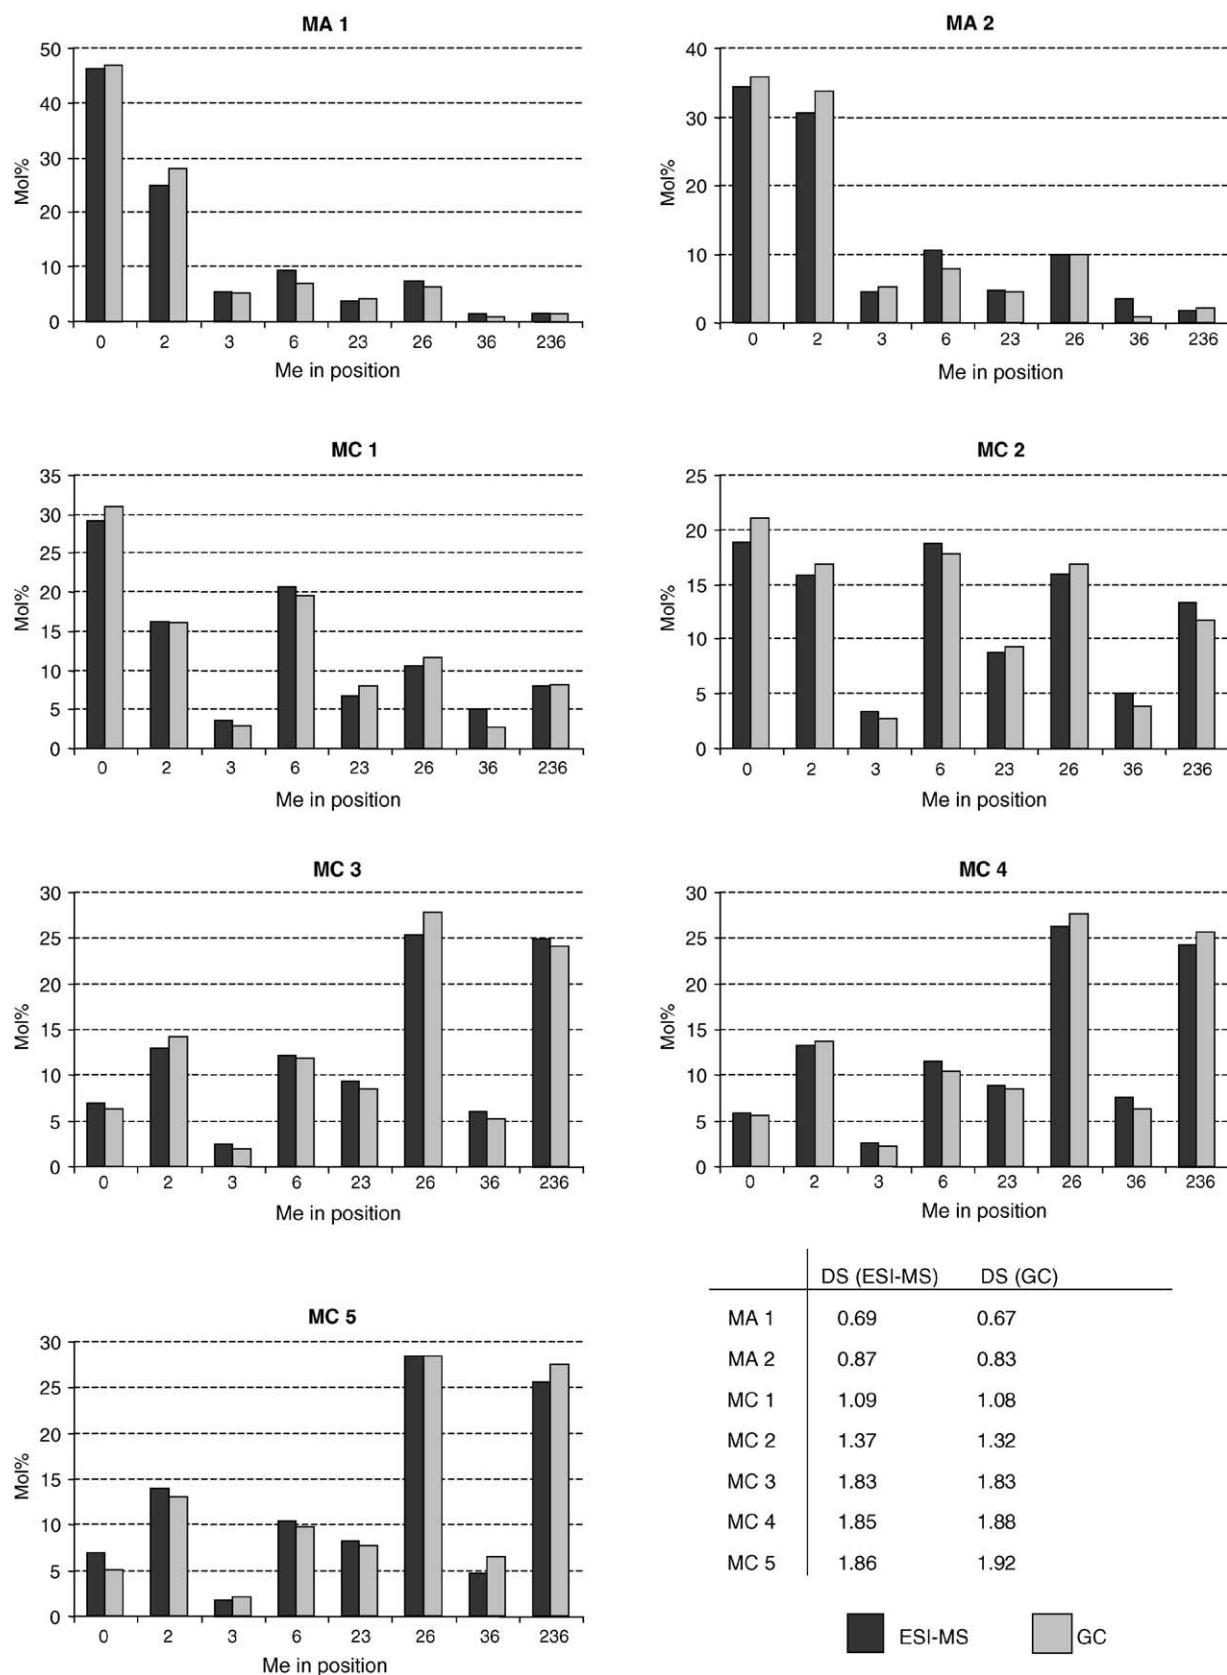 MA 1
50
40
30
20
10
0
Mol%
0 2 3 6 23 26 36 236
Me in position
MA 2
40
30
20
10
0
Mol%
0 2 3 6 23 26 36 236
Me in position
MC 1
35
30
25
20
15
10
5
0
Mol%
0 2 3 6 23 26 36 236
Me in position
MC 2
25
20
15
10
5
0
Mol%
0 2 3 6 23 26 36 236
Me in position
MC 3
30
25
20
15
10
5
0
Mol%
0 2 3 6 23 26 36 236
Me in position
MC 4
30
25
20
15
10
5
0
Mol%
0 2 3 6 23 26 36 236
Me in position
MC 5
30
25
20
15
10
5
0
Mol%
0 2 3 6 23 26 36 236
Me in position
DS (ESI-MS) DS (GC)
MA 1 0.69 0.67
MA 2 0.87 0.83
MC 1 1.09 1.08
MC 2 1.37 1.32
MC 3 1.83 1.83
MC 4 1.85 1.88
MC 5 1.86 1.92
ESI-MS GC